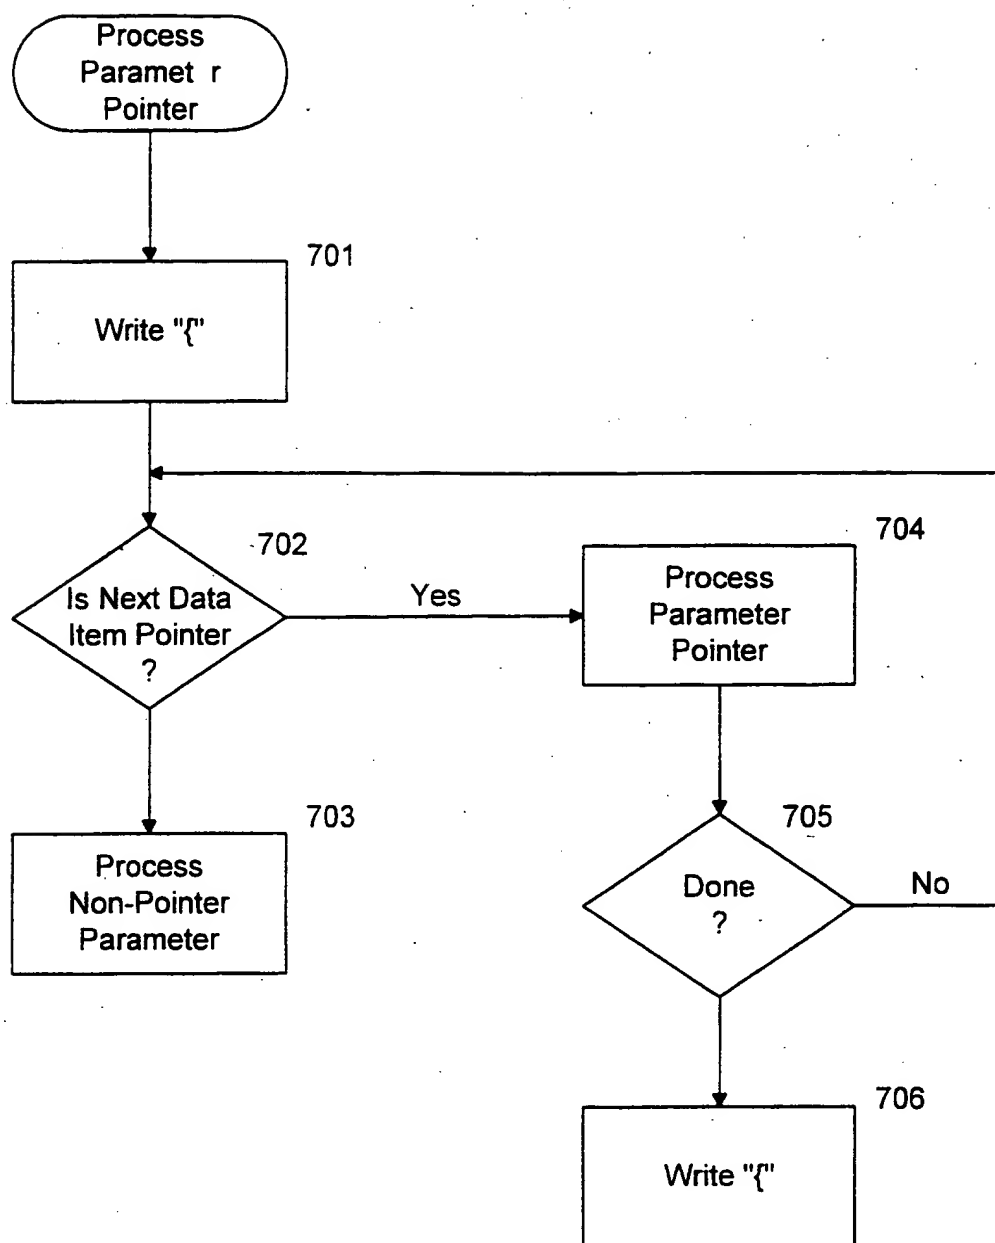 Process
Paramet r
Pointer
701
Write "{"
702
Is Next Data
Item Pointer
?
Yes
704
Process
Parameter
Pointer
703
Process
Non-Pointer
Parameter
705
Done
?
No
706
Write "{"